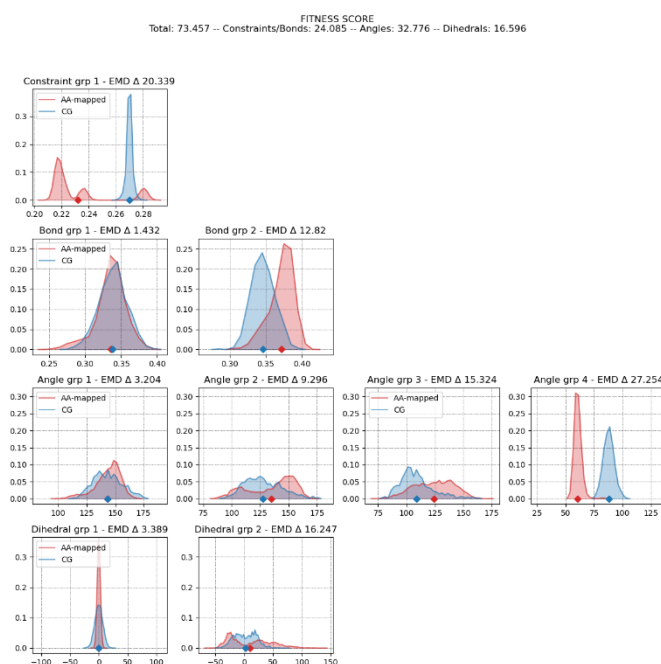 FITNESS SCORE
Total: 73.457 -- Constraints/Bonds: 24.085 -- Angles: 32.776 -- Dihedrals: 16.596
Constraint grp 1 - EMD Δ 20.339
AA-mapped
CG
0.3
0.2
0.1
0.0
0.20 0.22 0.24 0.26 0.28
Bond grp 1 - EMD Δ 1.432
Bond grp 2 - EMD Δ 12.82
AA-mapped
CG
0.25
0.20
0.15
0.10
0.05
0.00
0.25 0.30 0.35 0.40
0.25
0.20
0.15
0.10
0.05
0.00
0.30 0.35 0.40
Angle grp 1 - EMD Δ 3.204
Angle grp 2 - EMD Δ 9.296
Angle grp 3 - EMD Δ 15.324
Angle grp 4 - EMD Δ 27.254
AA-mapped
CG
0.30
0.25
0.20
0.15
0.10
0.05
0.00
100 125 150 175
0.30
0.25
0.20
0.15
0.10
0.05
0.00
75 100 125 150 175
AA-mapped
CG
0.30
0.25
0.20
0.15
0.10
0.05
0.00
75 100 125 150 175
0.30
0.25
0.20
0.15
0.10
0.05
0.00
25 50 75 100 125
Dihedral grp 1 - EMD Δ 3.389
Dihedral grp 2 - EMD Δ 16.247
AA-mapped
CG
0.3
0.2
0.1
0.0
-100 -50 0 50 100
0.3
0.2
0.1
0.0
-50 0 50 100 150